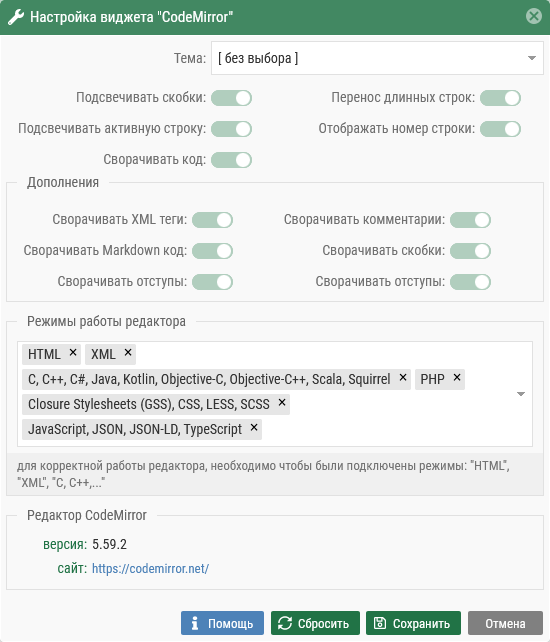 Настройка виджета "CodeMirror"
Тема: [ без выбора ]
Подсвечивать скобки: Перенос длинных строк:
Подсвечивать активную строку: Отображать номер строки:
Сворачивать код:
Дополнения
Сворачивать XML теги: Сворачивать комментарии:
Сворачивать Markdown код: Сворачивать скобки:
Сворачивать отступы: Сворачивать отступы:
Режимы работы редактора
HTML × XML ×
C, C++, C#, Java, Kotlin, Objective-C, Objective-C++, Scala, Squirrel × PHP ×
Closure Stylesheets (GSS), CSS, LESS, SCSS ×
JavaScript, JSON, JSON-LD, TypeScript ×
для корректной работы редактора, необходимо чтобы были подключены режимы: "HTML",
"XML", "C, C++,..."
Редактор CodeMirror
версия: 5.59.2
сайт: https://codemirror.net/
Помощь Сбросить Сохранить Отмена